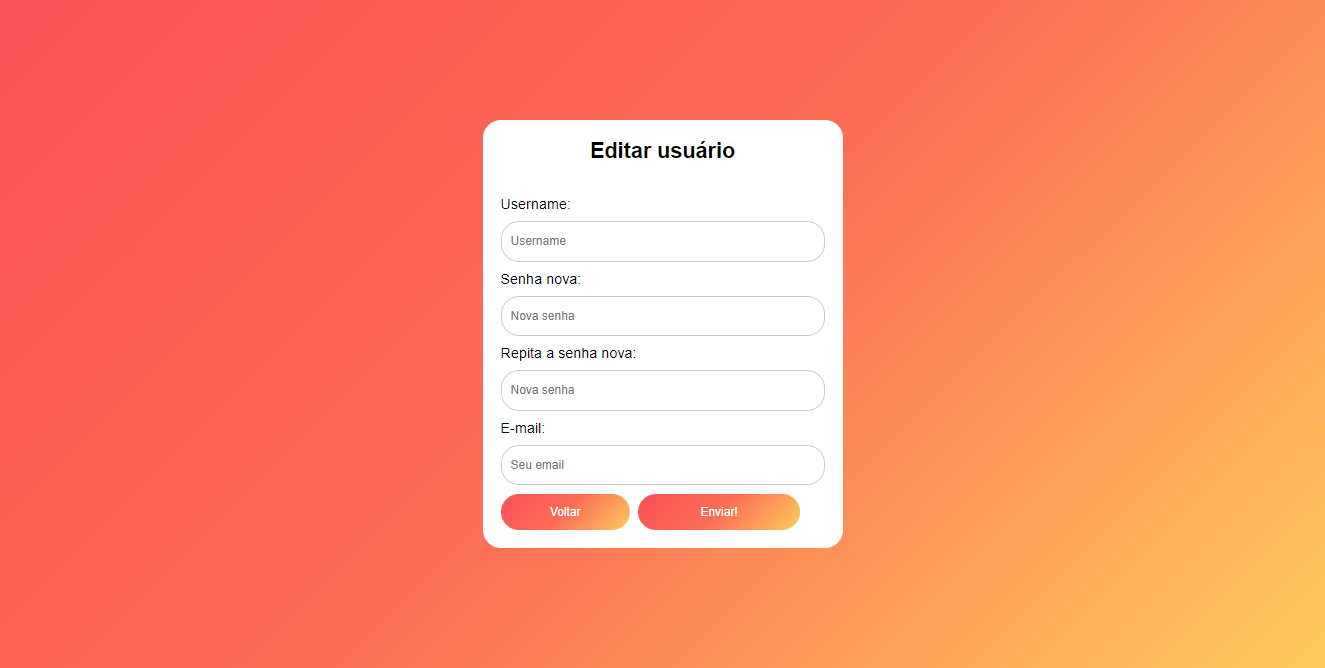 Editar usuário
Username:
Username
Senha nova:
Nova senha
Repita a senha nova:
Nova senha
E-mail:
Seu email
Voltar Enviar!